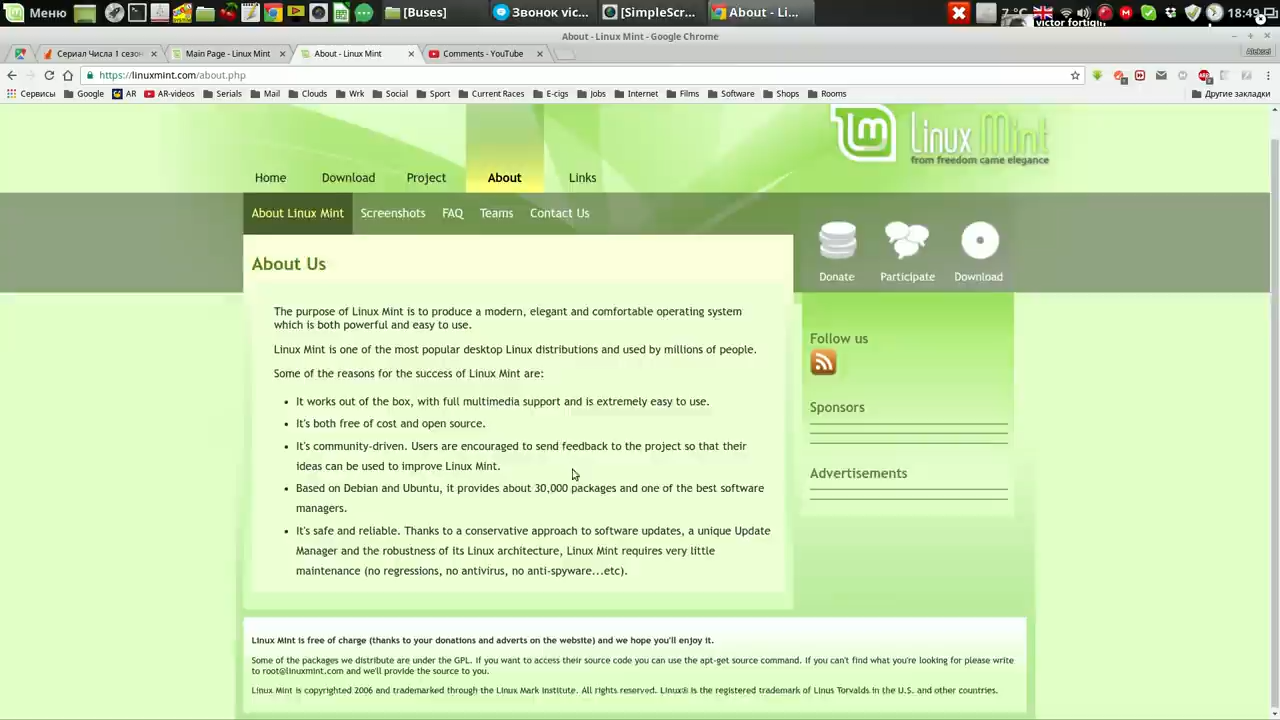 Меню
[Buses]
Звонок vic...
[SimpleScr...
About - Li...
7 °C
18:49
victor fortigin
About - Linux Mint - Google Chrome
Сериал Числа 1 сезон
Main Page - Linux Mint
About - Linux Mint
Comments - YouTube
Aleksei
https://linuxmint.com/about.php
Сервисы
Google
AR
AR-videos
Serials
Mail
Clouds
Wrk
Social
Sport
Current Races
E-cigs
Jobs
Internet
Films
Software
Shops
Rooms
Другие закладки
Linux Mint
from freedom came elegance
Home
Download
Project
About
Links
About Linux Mint
Screenshots
FAQ
Teams
Contact Us
Donate
Participate
Download
About Us
The purpose of Linux Mint is to produce a modern, elegant and comfortable operating system
which is both powerful and easy to use.
Linux Mint is one of the most popular desktop Linux distributions and used by millions of people.
Some of the reasons for the success of Linux Mint are:
• It works out of the box, with full multimedia support and is extremely easy to use.
• It's both free of cost and open source.
• It's community-driven. Users are encouraged to send feedback to the project so that their
ideas can be used to improve Linux Mint.
• Based on Debian and Ubuntu, it provides about 30,000 packages and one of the best software
managers.
• It's safe and reliable. Thanks to a conservative approach to software updates, a unique Update
Manager and the robustness of its Linux architecture, Linux Mint requires very little
maintenance (no regressions, no antivirus, no anti-spyware...etc).
Follow us
Sponsors
Advertisements
Linux Mint is free of charge (thanks to your donations and adverts on the website) and we hope you'll enjoy it.
Some of the packages we distribute are under the GPL. If you want to access their source code you can use the apt-get source command. If you can't find what you're looking for please write
to root@linuxmint.com and we'll provide the source to you.
Linux Mint is copyrighted 2006 and trademarked through the Linux Mark Institute. All rights reserved. Linux® is the registered trademark of Linus Torvalds in the U.S. and other countries.